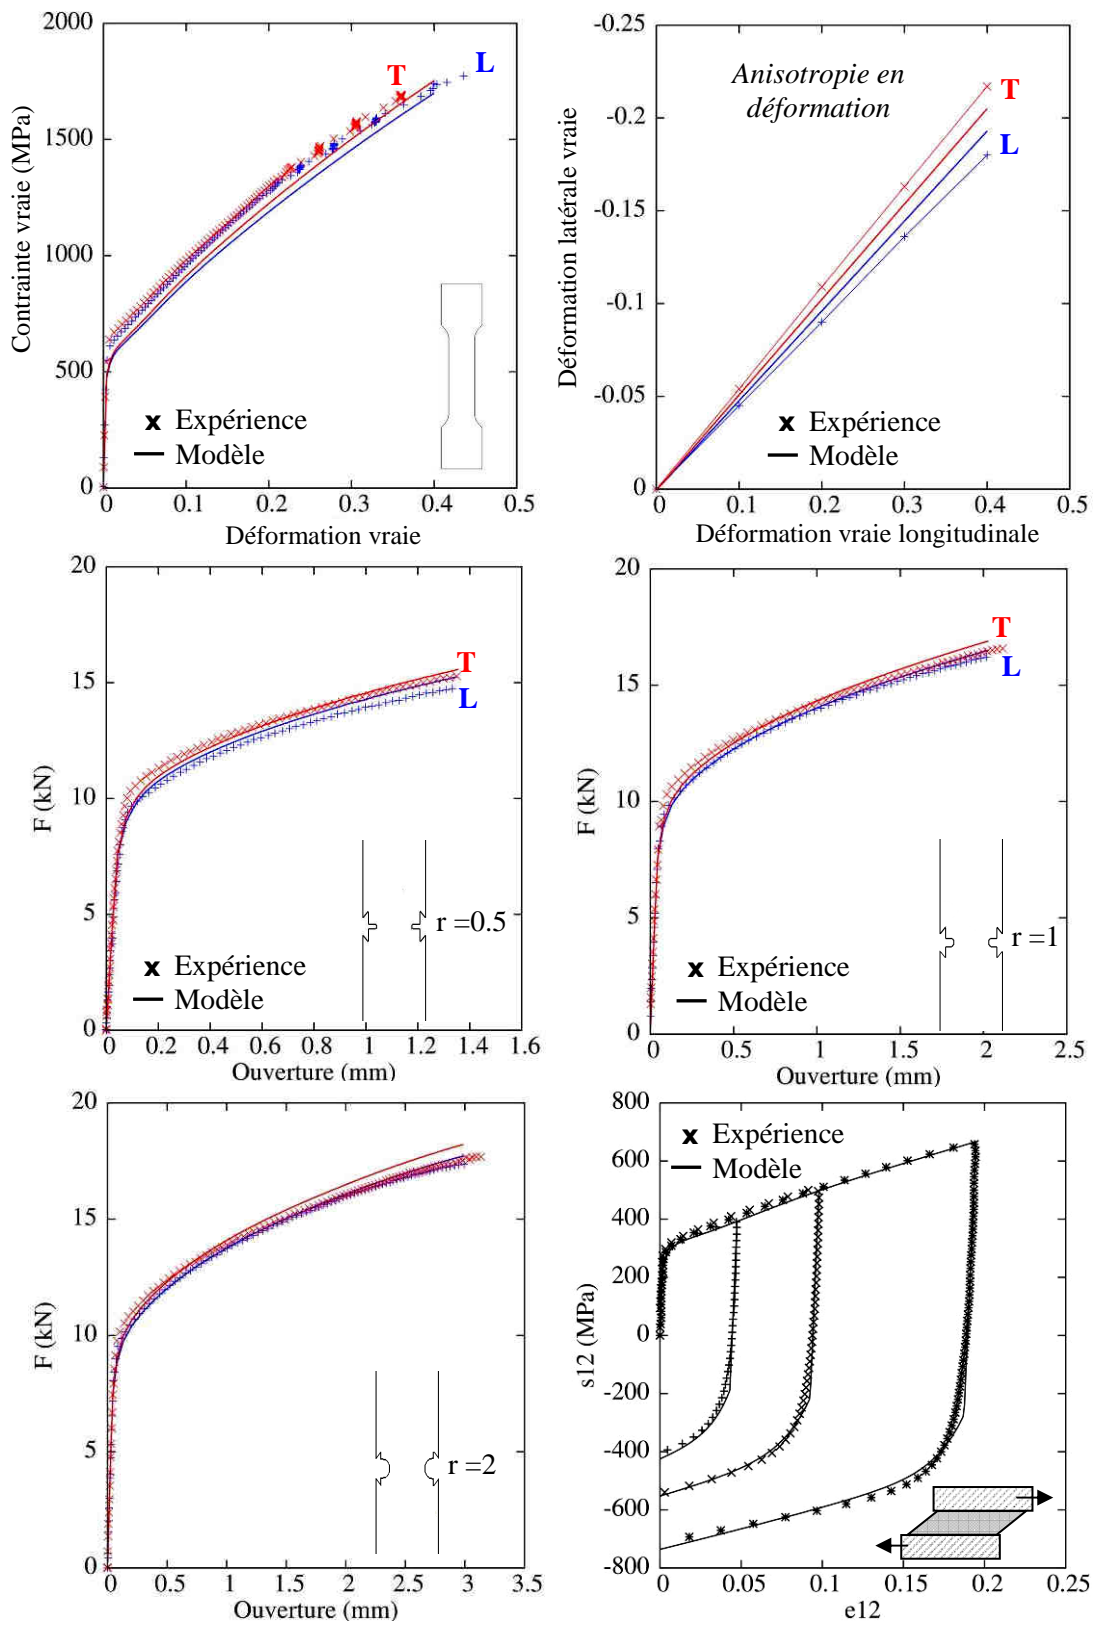 2000
1500
1000
500
0
Contrainte vraie (MPa)
T
L
x Expérience
Modèle
0 0.1 0.2 0.3 0.4 0.5
Déformation vraie
-0.25
-0.2
-0.15
-0.1
-0.05
0
Déformation latérale vraie
Anisotropie en
déformation
T
L
x Expérience
Modèle
0 0.1 0.2 0.3 0.4 0.5
Déformation vraie longitudinale
20
15
10
5
0
F (kN)
T
L
r =0.5
x Expérience
Modèle
0 0.2 0.4 0.6 0.8 1 1.2 1.4 1.6
Ouverture (mm)
20
15
10
5
0
F (kN)
T
L
r =1
x Expérience
Modèle
0 0.5 1 1.5 2 2.5
Ouverture (mm)
20
15
10
5
0
F (kN)
r =2
0 0.5 1 1.5 2 2.5 3 3.5
Ouverture (mm)
800
600
400
200
0
-200
-400
-600
-800
s12 (MPa)
x Expérience
Modèle
0 0.05 0.1 0.15 0.2 0.25
e12